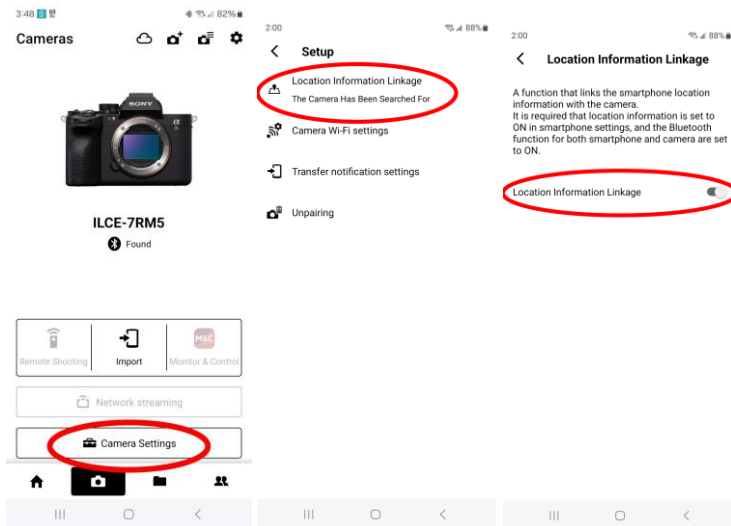 3:48
82%
Cameras
SONY
ILCE-7RM5
Found
Remote Shooting
Import
M&C
Monitor & Control
Network streaming
Camera Settings
2:00
88%
Setup
Location Information Linkage
The Camera Has Been Searched For
Camera Wi-Fi settings
Transfer notification settings
Unpairing
2:00
88%
Location Information Linkage
A function that links the smartphone location
information with the camera.
It is required that location information is set to
ON in smartphone settings, and the Bluetooth
function for both smartphone and camera are set
to ON.
Location Information Linkage